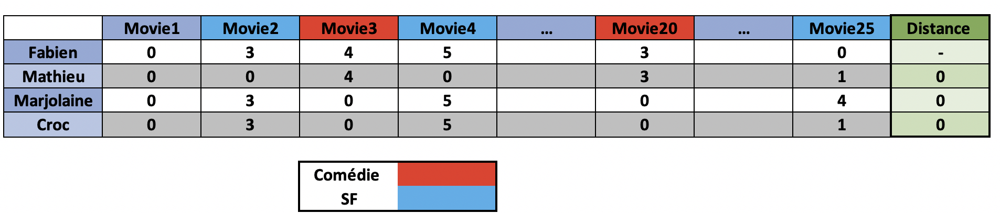 Movie1 Movie2 Movie3 Movie4 ... Movie20 ... Movie25 Distance
Fabien 0 3 4 5 3 0 -
Mathieu 0 0 4 0 3 1 0
Marjolaine 0 3 0 5 0 4 0
Croc 0 3 0 5 0 1 0
Comédie
SF